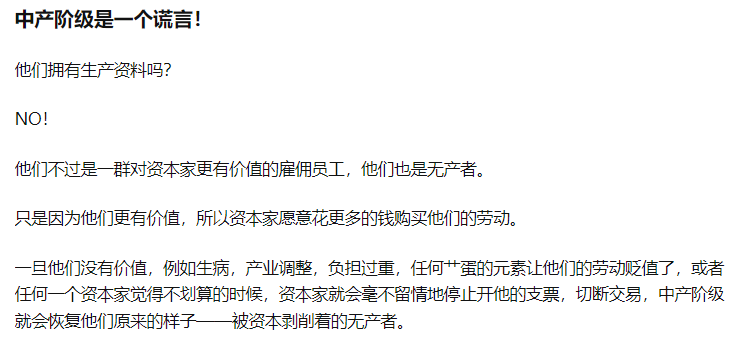 中产阶级是一个谎言！
他们拥有生产资料吗？
NO！
他们不过是一群对资本家更有价值的雇佣员工，他们也是无产者。
只是因为他们更有价值，所以资本家愿意花更多的钱购买他们的劳动。
一旦他们没有价值，例如生病，产业调整，负担过重，任何艹蛋的元素让他们的劳动贬值了，或者
任何一个资本家觉得不划算的时候，资本家就会毫不留情地停止开他的支票，切断交易，中产阶级
就会恢复他们原来的样子——被资本剥削着的无产者。